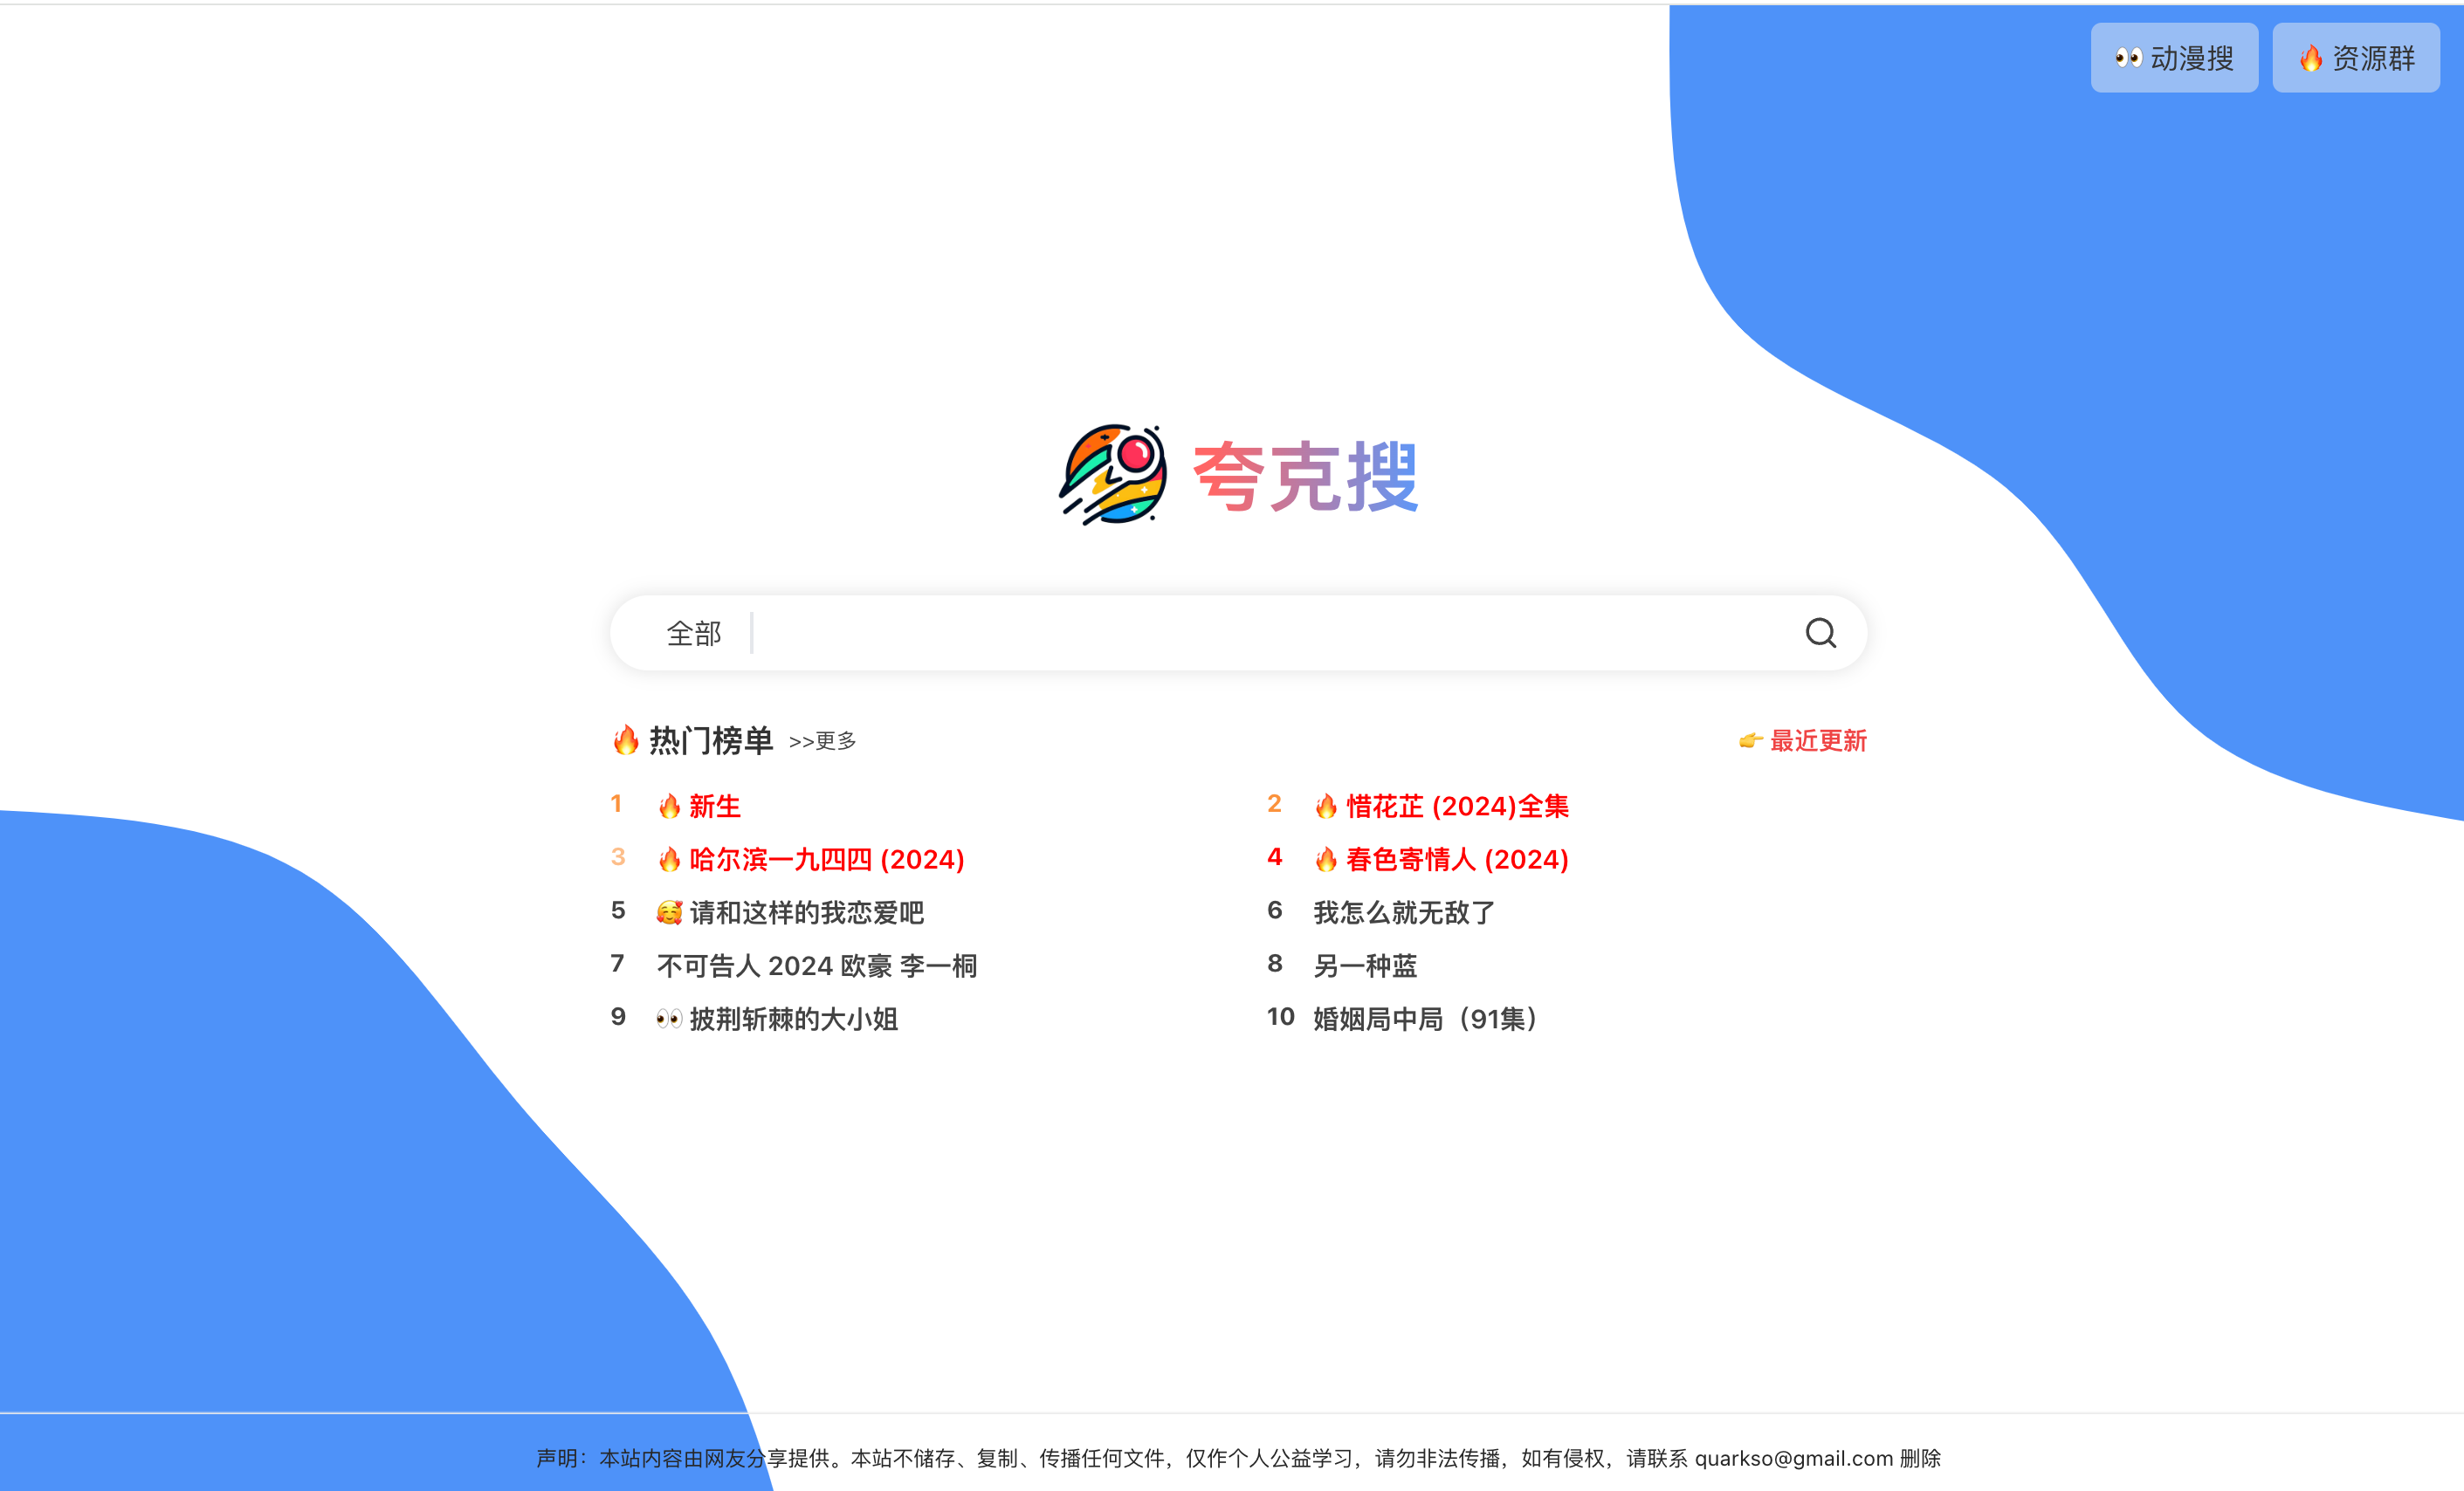 👀 动漫搜
🔥 资源群
夸克搜
全部
🔥 热门榜单 >>更多
👉 最近更新
1 🔥 新生
2 🔥 惜花芷 (2024)全集
3 🔥 哈尔滨一九四四 (2024)
4 🔥 春色寄情人 (2024)
5 🥰 请和这样的我恋爱吧
6 我怎么就无敌了
7 不可告人 2024 欧豪 李一桐
8 另一种蓝
9 👀 披荆斩棘的大小姐
10 婚姻局中局（91集）
声明：本站内容由网友分享提供。本站不储存、复制、传播任何文件，仅作个人公益学习，请勿非法传播，如有侵权，请联系 quarkso@gmail.com 删除